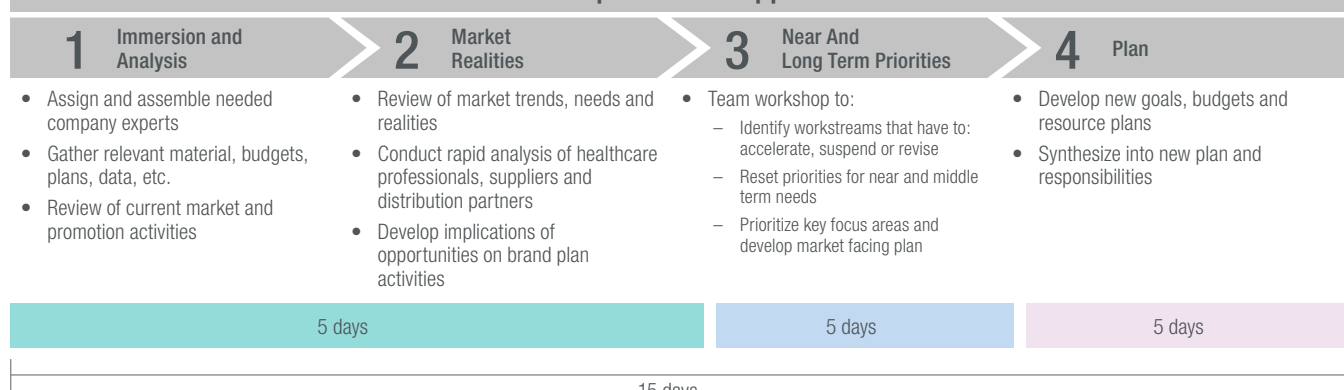 1
Immersion and
Analysis
• Assign and assemble needed
company experts
• Gather relevant material, budgets,
plans, data, etc.
• Review of current market and
promotion activities
2
Market
Realities
• Review of market trends, needs and
realities
• Conduct rapid analysis of healthcare
professionals, suppliers and
distribution partners
• Develop implications of
opportunities on brand plan
activities
3
Near And
Long Term Priorities
• Team workshop to:
– Identify workstreams that have to:
accelerate, suspend or revise
– Reset priorities for near and middle
term needs
– Prioritize key focus areas and
develop market facing plan
4
Plan
• Develop new goals, budgets and
resource plans
• Synthesize into new plan and
responsibilities
5 days
5 days
5 days
15 days